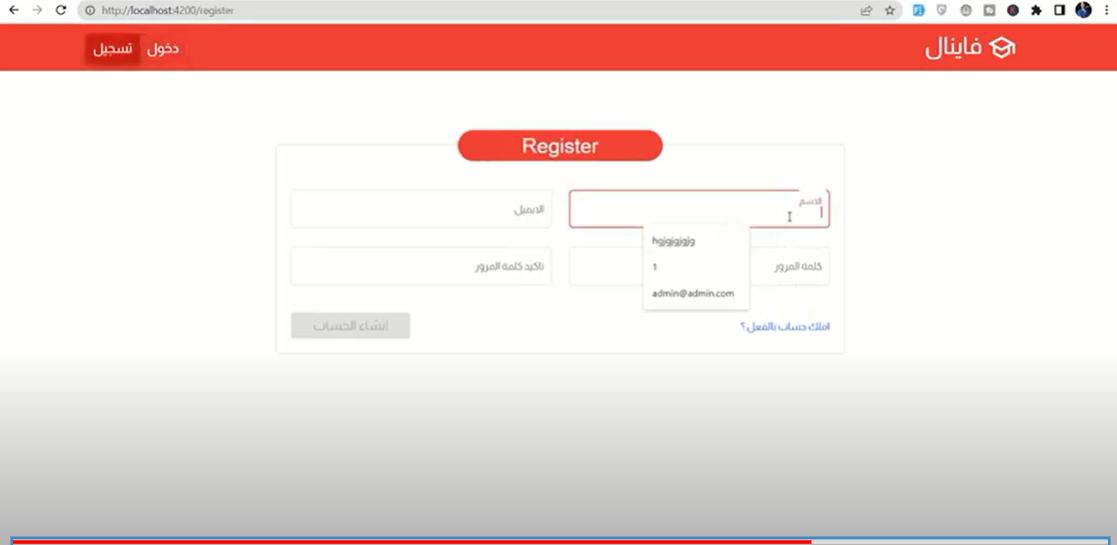 http://localhost:4200/register
فاينال
دخول
تسجيل
Register
الاسم
الايميل
hgjgjgjgjg
1
admin@admin.com
كلمة المرور
تاكيد كلمة المرور
املك حساب بالفعل؟
انشاء الحساب